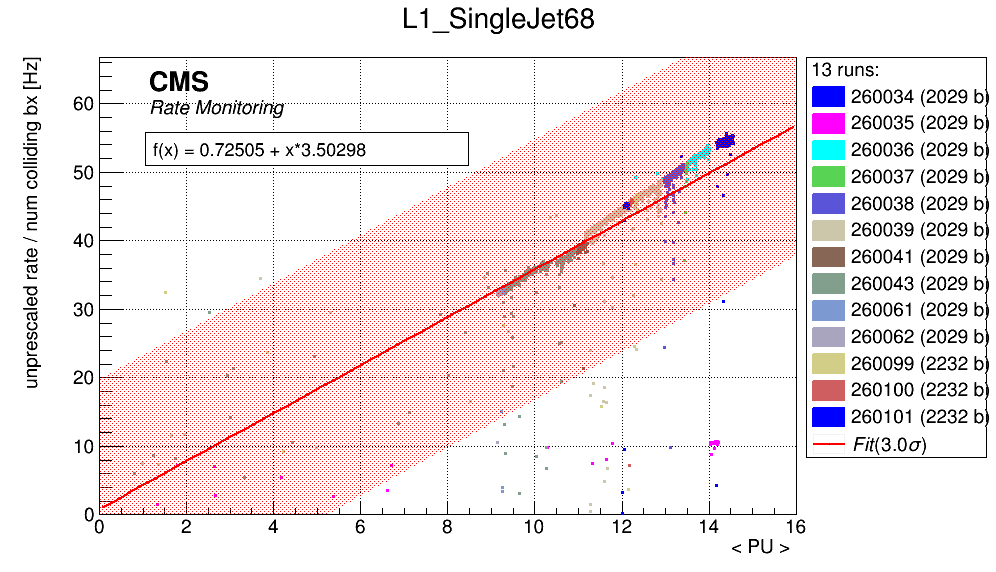 L1_SingleJet68
unprescaled rate / num colliding bx [Hz]
CMS
Rate Monitoring
f(x) = 0.72505 + x*3.50298
60
50
40
30
20
10
0
0 2 4 6 8 10 12 14 16
< PU >
13 runs:
260034 (2029 b)
260035 (2029 b)
260036 (2029 b)
260037 (2029 b)
260038 (2029 b)
260039 (2029 b)
260041 (2029 b)
260043 (2029 b)
260061 (2029 b)
260062 (2029 b)
260099 (2232 b)
260100 (2232 b)
260101 (2232 b)
Fit(3.0σ)